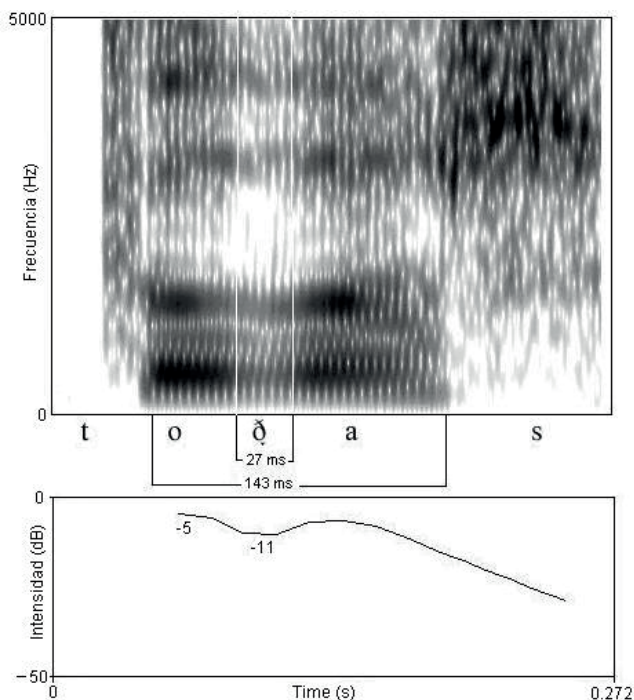 5000
Frecuencia (Hz)
0
t o ð̞ a s
27 ms
143 ms
0
Intensidad (dB)
-5
-11
-50
0 Time (s) 0.272